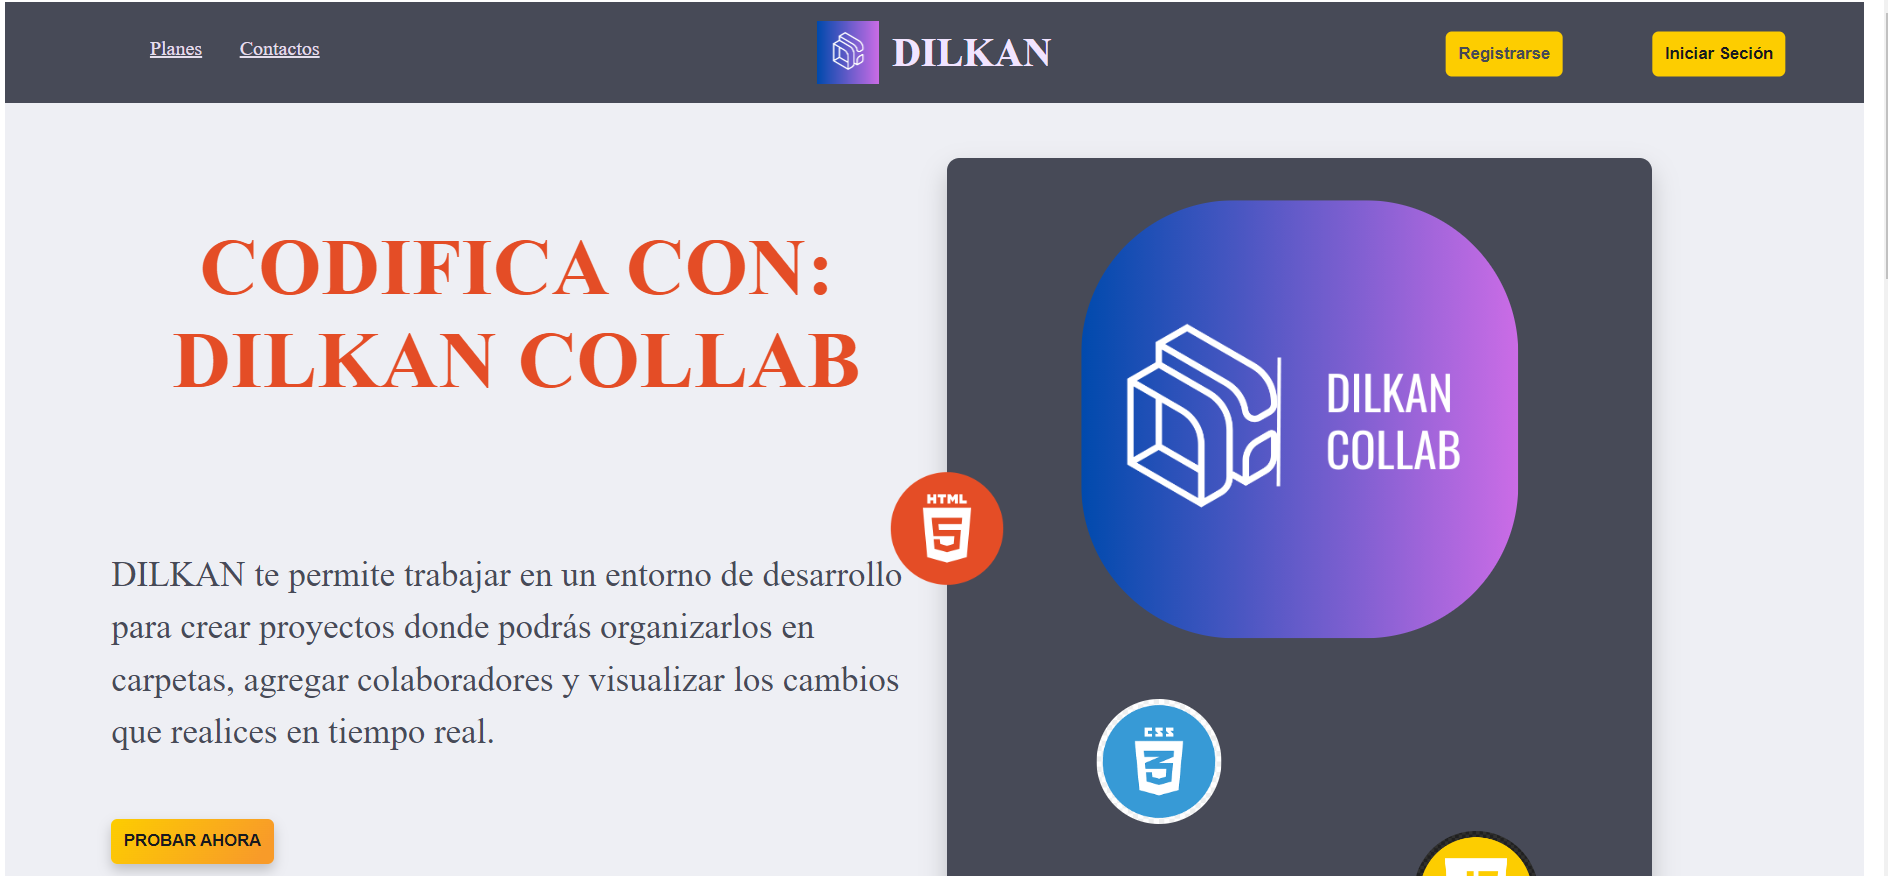 Planes
Contactos
DILKAN
Registrarse
Iniciar Seción
CODIFICA CON:
DILKAN COLLAB
DILKAN
COLLAB
HTML
5
DILKAN te permite trabajar en un entorno de desarrollo
para crear proyectos donde podrás organizarlos en
carpetas, agregar colaboradores y visualizar los cambios
que realices en tiempo real.
CSS
3
PROBAR AHORA